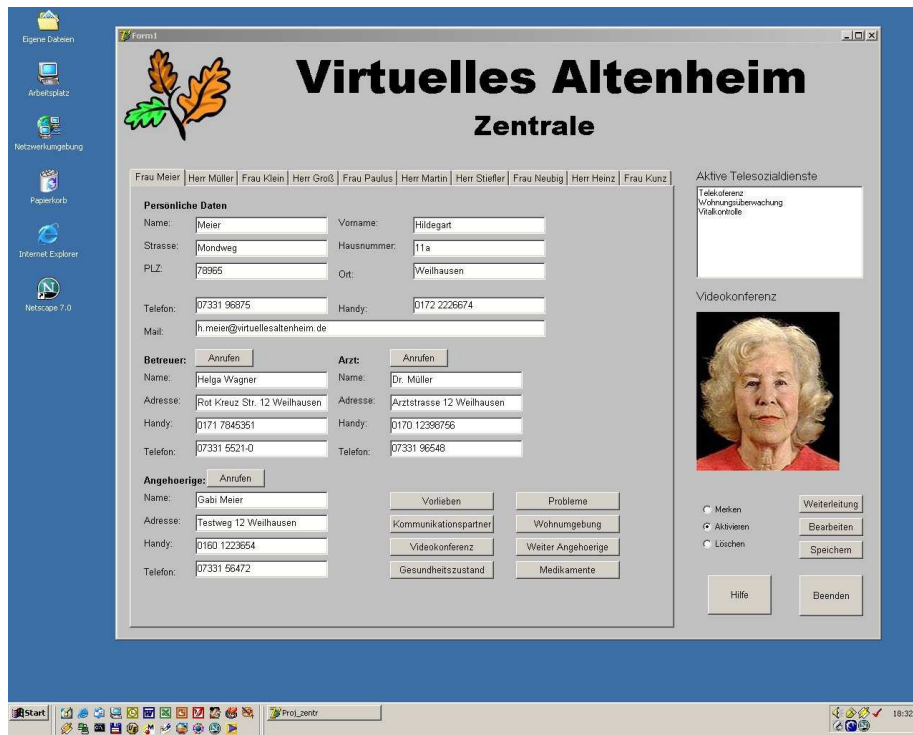 Eigene Dateien
Arbeitsplatz
Netzwerkumgebung
Papierkorb
Internet Explorer
Netscape 7.0
Form1
Virtuelles Altenheim
Zentrale
Frau Meier Herr Müller Frau Klein Herr Groß Frau Paulus Herr Martin Herr Stiefler Frau Neubig Herr Heinz Frau Kunz
Persönliche Daten
Name: Meier Vorname: Hildegart
Strasse: Mondweg Hausnummer: 11a
PLZ: 78965 Ort: Weilhausen
Telefon: 07331 96875 Handy: 0172 2226674
Mail: h.meier@virtuellesaltenheim.de
Betreuer: Anrufen Arzt: Anrufen
Name: Helga Wagner Name: Dr. Müller
Adresse: Rot Kreuz Str. 12 Weilhausen Adresse: Arztstrasse 12 Weilhausen
Handy: 0171 7845351 Handy: 0170 12398756
Telefon: 07331 5521-0 Telefon: 07331 96548
Angehoerige: Anrufen
Name: Gabi Meier
Adresse: Testweg 12 Weilhausen
Handy: 0160 1223654
Telefon: 07331 56472
Vorlieben Probleme
Kommunikationspartner Wohnumgebung
Videokonferenz Weiter Angehoerige
Gesundheitszustand Medikamente
Aktive Telesozialdienste
Telekoferenz
Wohnungsüberwachung
Vitalkontrolle
Videokonferenz
Merken Weiterleitung
Aktivieren Bearbeiten
Löschen Speichern
Hilfe Beenden
Start Proj_zentr 18:32